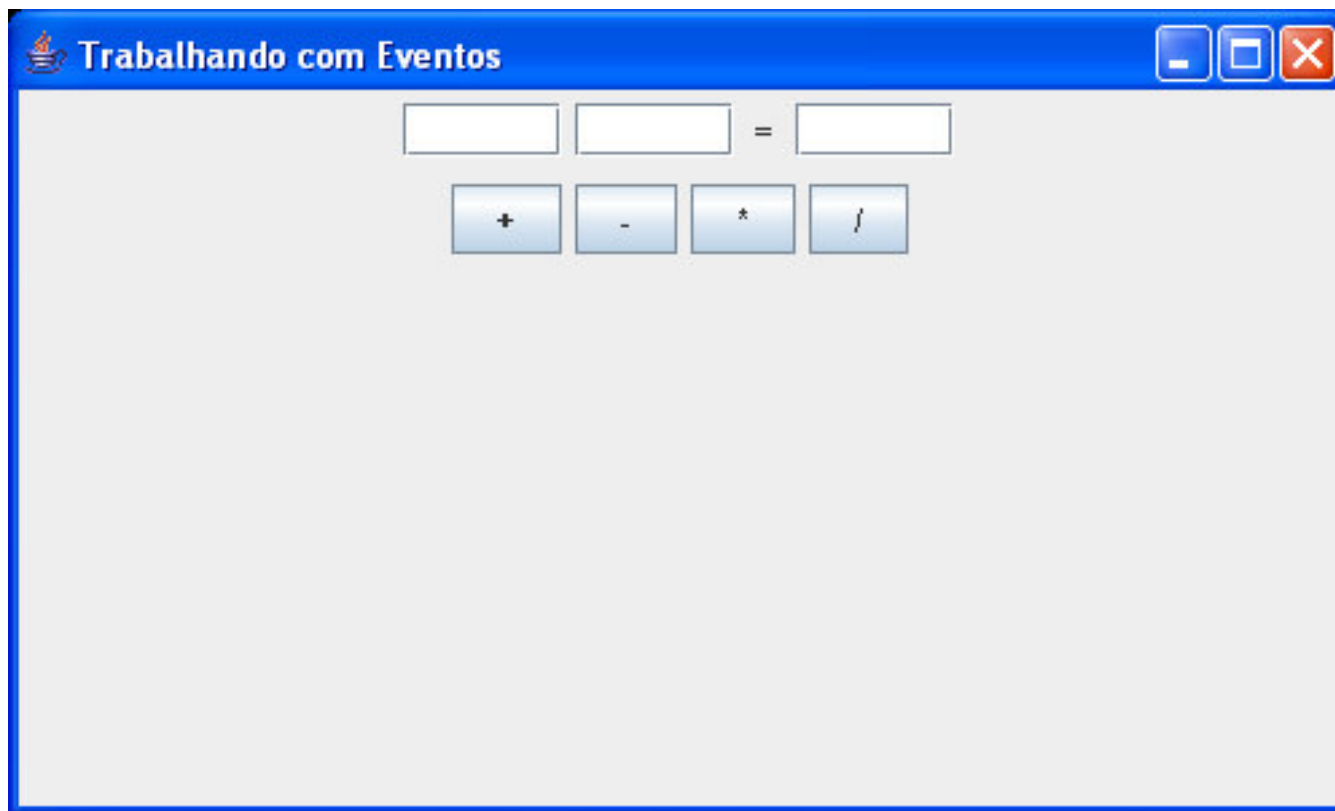 Trabalhando com Eventos
=
+ - * /